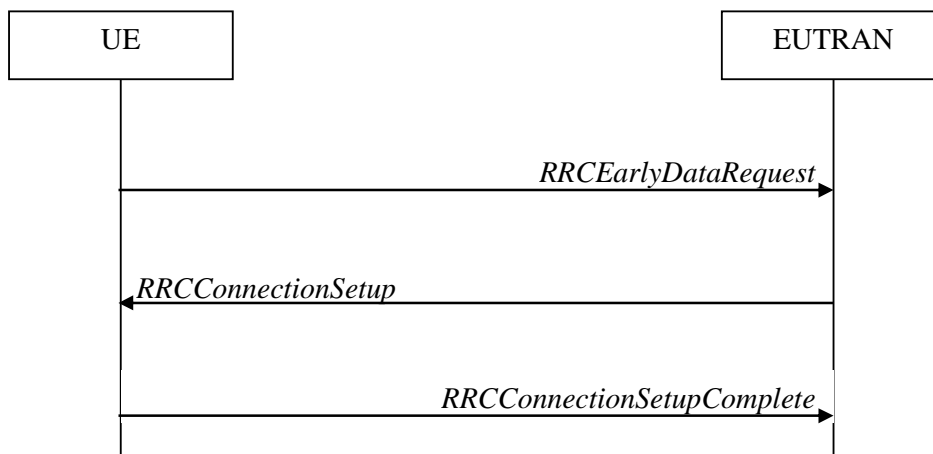 UE
EUTRAN
RRCEarlyDataRequest
RRCConnectionSetup
RRCConnectionSetupComplete